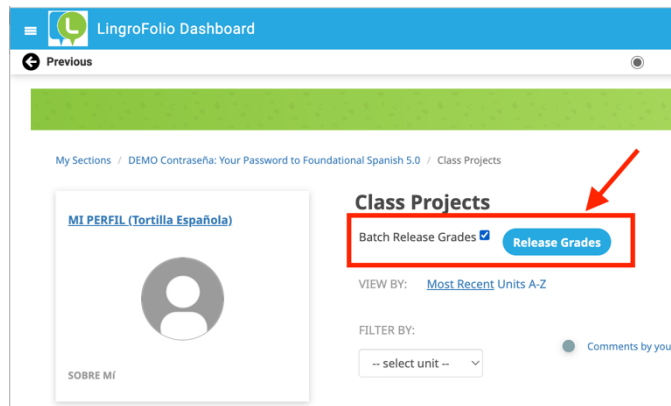 L LingroFolio Dashboard
Previous
My Sections / DEMO Contraseña: Your Password to Foundational Spanish 5.0 / Class Projects
MI PERFIL (Tortilla Española)
SOBRE MÍ
Class Projects
Batch Release Grades Release Grades
VIEW BY: Most Recent Units A-Z
FILTER BY:
Comments by you
-- select unit --